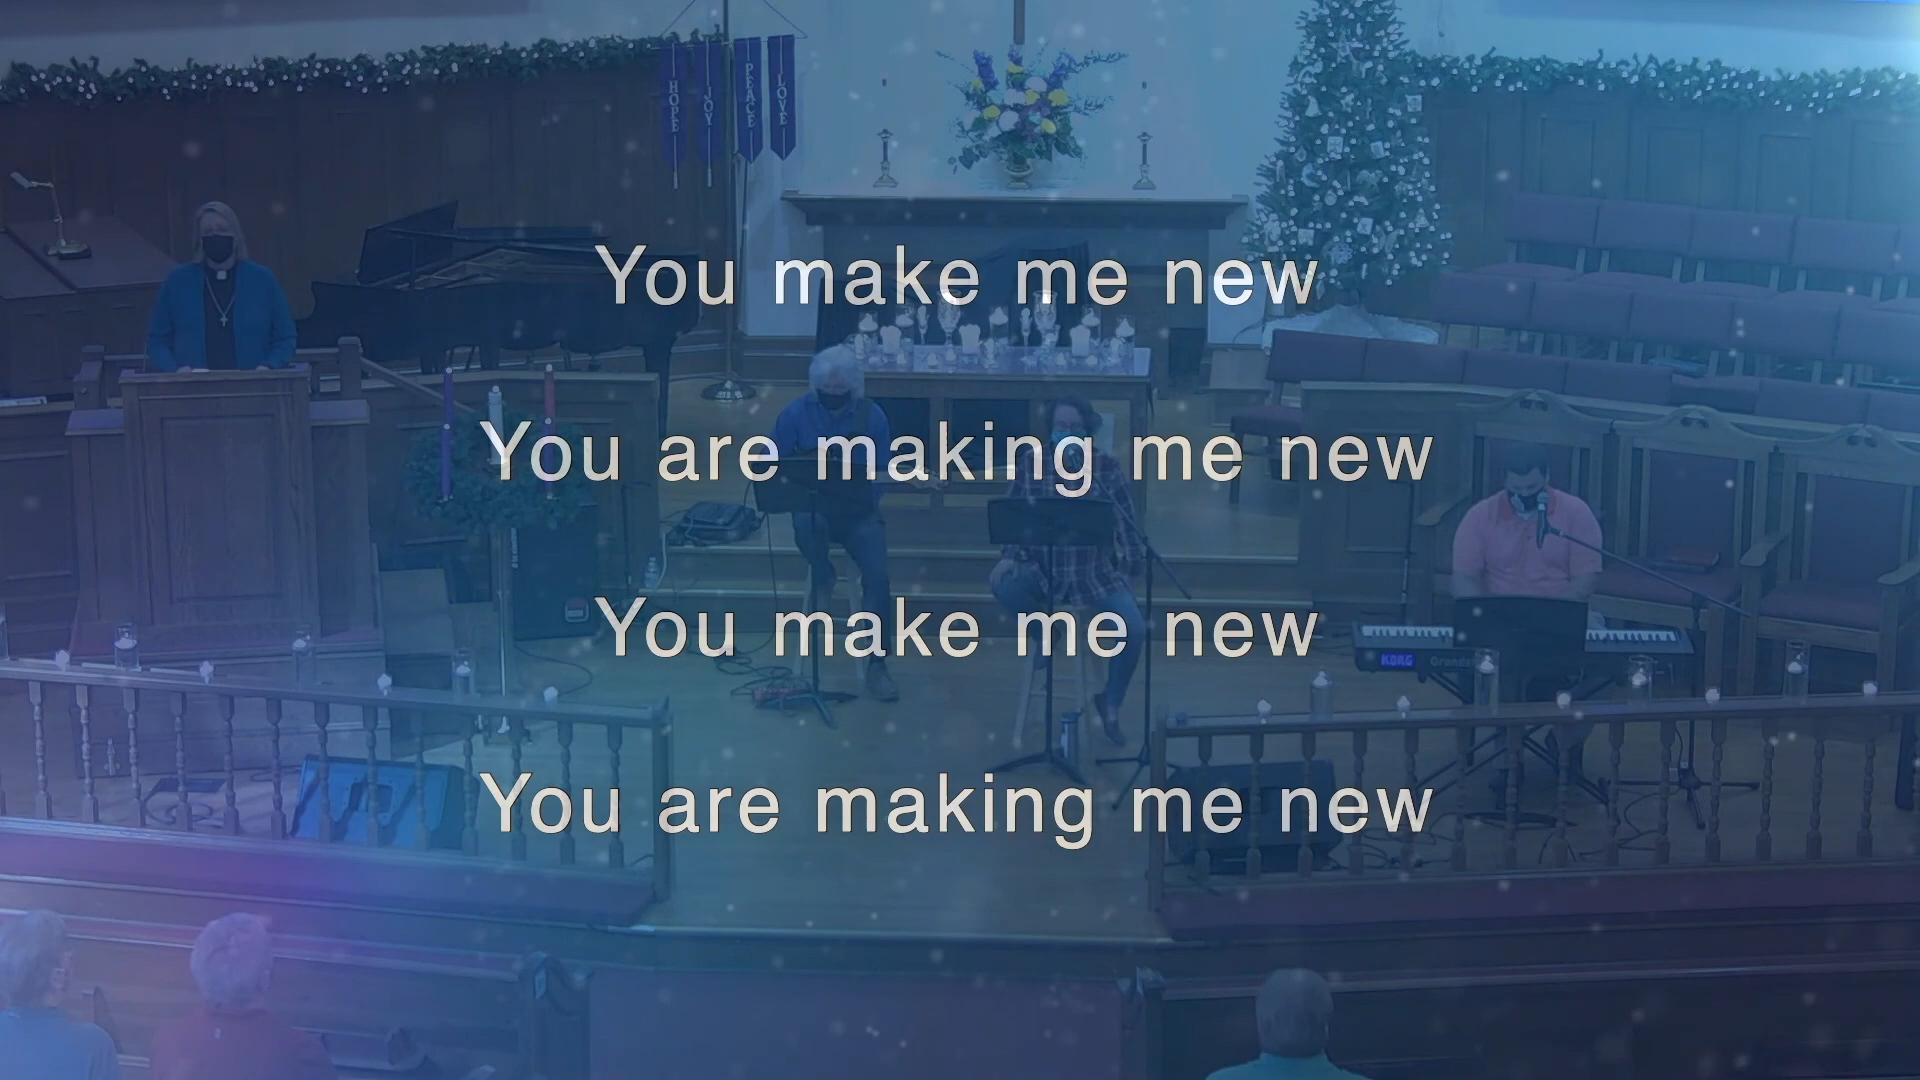 HOPE
JOY
PEACE
LOVE
You make me new
You are making me new
You make me new
You are making me new
KORG